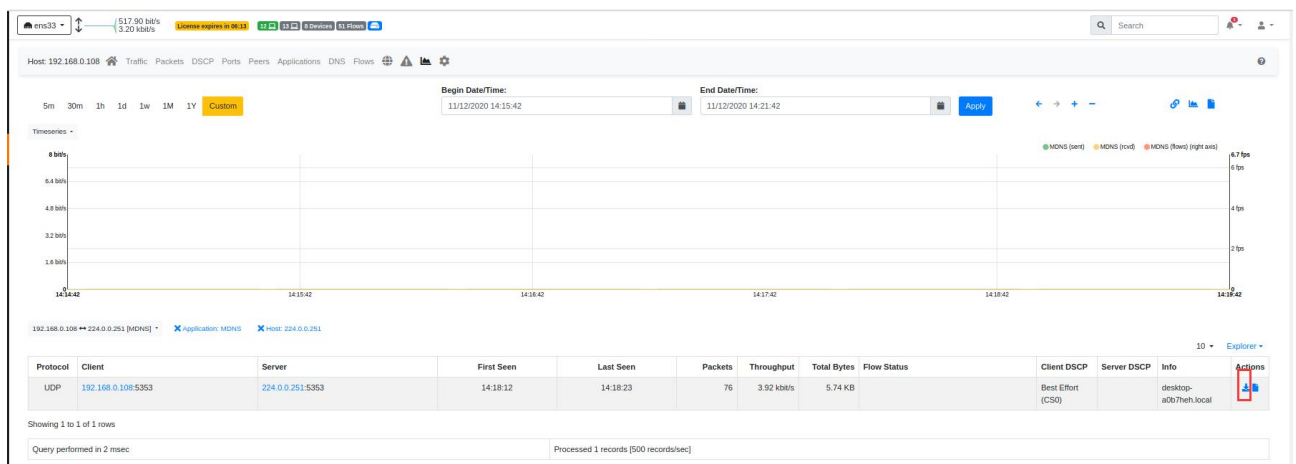 ens33
517.90 bit/s
3.20 kbit/s
License expires in 06:13
12 13 8 Devices 51 Flows
Search
Host: 192.168.0.108 Traffic Packets DSCP Ports Peers Applications DNS Flows
Begin Date/Time: End Date/Time:
5m 30m 1h 1d 1w 1M 1Y Custom 11/12/2020 14:15:42 11/12/2020 14:21:42 Apply
Timeseries
MDNS (sent) MDNS (rcvd) MDNS (flows) (right axis)
8 bit/s 6.7 fps
6 fps
6.4 bit/s
4.8 bit/s 4 fps
3.2 bit/s
2 fps
1.6 bit/s
0 0
14:14:42 14:15:42 14:16:42 14:17:42 14:18:42 14:19:42
192.168.0.108 ↔ 224.0.0.251 [MDNS] Application: MDNS Host: 224.0.0.251
10 Explorer
Protocol Client Server First Seen Last Seen Packets Throughput Total Bytes Flow Status Client DSCP Server DSCP Info Actions
UDP 192.168.0.108:5353 224.0.0.251:5353 14:18:12 14:18:23 76 3.92 kbit/s 5.74 KB Best Effort desktop-
(CS0) a0b7heh.local
Showing 1 to 1 of 1 rows
Query performed in 2 msec Processed 1 records [500 records/sec]